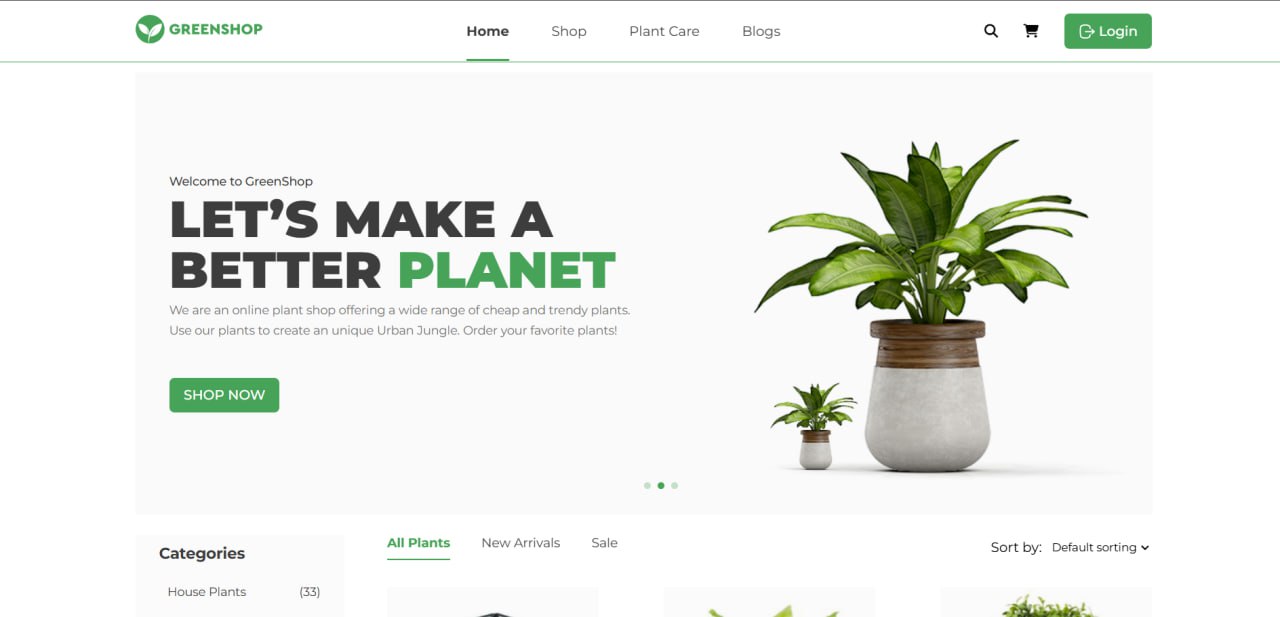 GREENSHOP
Home
Shop
Plant Care
Blogs
Login
Welcome to GreenShop
LET’S MAKE A
BETTER PLANET
We are an online plant shop offering a wide range of cheap and trendy plants.
Use our plants to create an unique Urban Jungle. Order your favorite plants!
SHOP NOW
Categories
House Plants (33)
All Plants
New Arrivals
Sale
Sort by: Default sorting